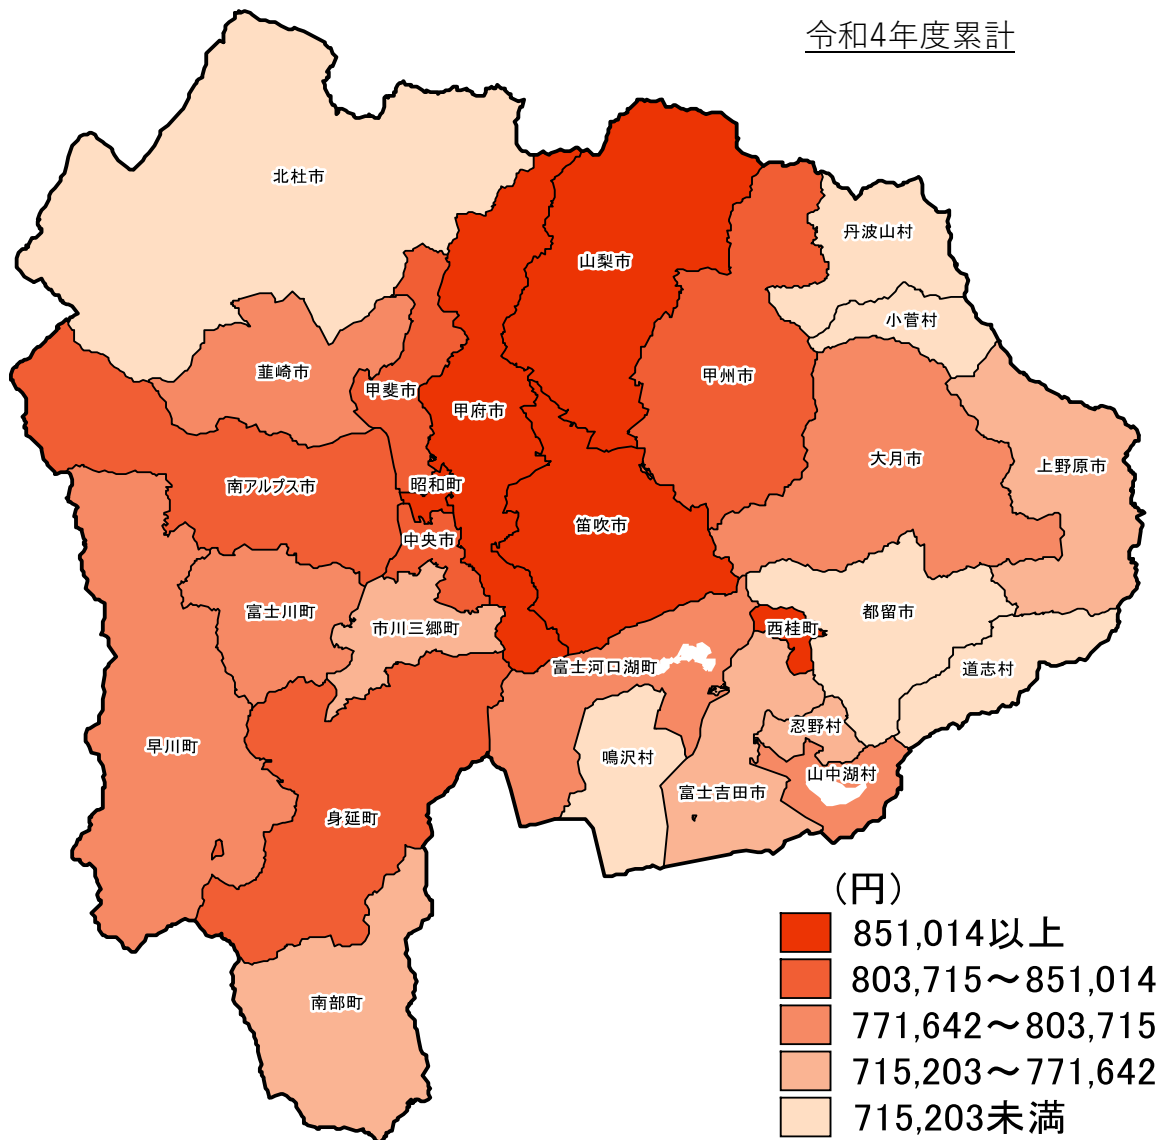 令和4年度累計
北杜市
丹波山村
山梨市
小菅村
韮崎市
甲斐市
甲府市
甲州市
大月市
上野原市
南アルプス市
昭和町
笛吹市
中央市
富士川町
市川三郷町
西桂町
都留市
富士河口湖町
道志村
早川町
忍野村
鳴沢村
山中湖村
富士吉田市
身延町
南部町
(円)
851,014以上
803,715～851,014
771,642～803,715
715,203～771,642
715,203未満